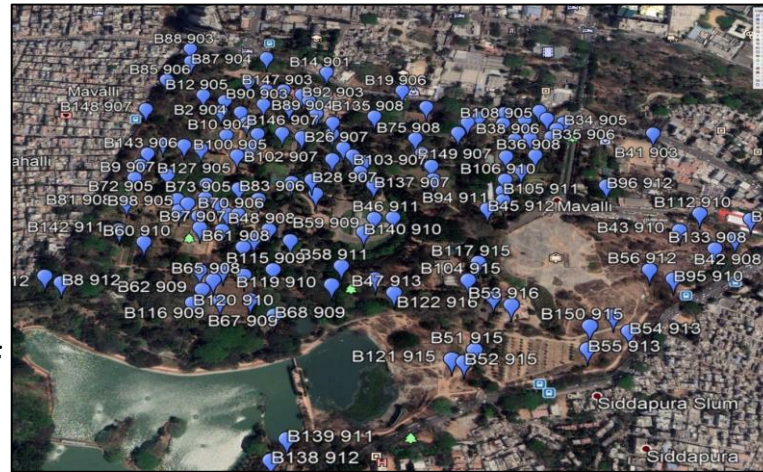 B88 903
B87 904
B14 901
B85 906
B147 903
B12 905
B92 903
B19 906
Mavalli
B90 903
B148 907
B2 904
B89 904
B135 908
B108 905
B10 904
B146 907
B34 905
B75 908
B38 906
B35 906
B143 906
B100 905
B26 907
B36 908
B41 903
ahalli
B102 907
B9 907
B103 907
B149 907
B127 905
B106 910
B72 905
B73 905
B83 906
B28 907
B137 907
B105 911
B96 912
B81 908
B98 905
B70 906
B94 911
B97 907
B46 911
B45 912
Mavalli
B112 910
B48 908
B59 909
B142 911
B60 910
B61 908
B140 910
B43 910
B133 908
B115 909
B58 911
B117 915
B42 908
B65 908
B104 915
B56 912
12
B8 912
B62 909
B119 910
B47 913
B95 910
B120 910
B122 910
B53 916
B116 909
B67 909
B68 909
B150 915
B54 913
B51 915
B55 913
B121 915
B52 915
Siddapura Slum
B139 911
B138 912
Siddapura